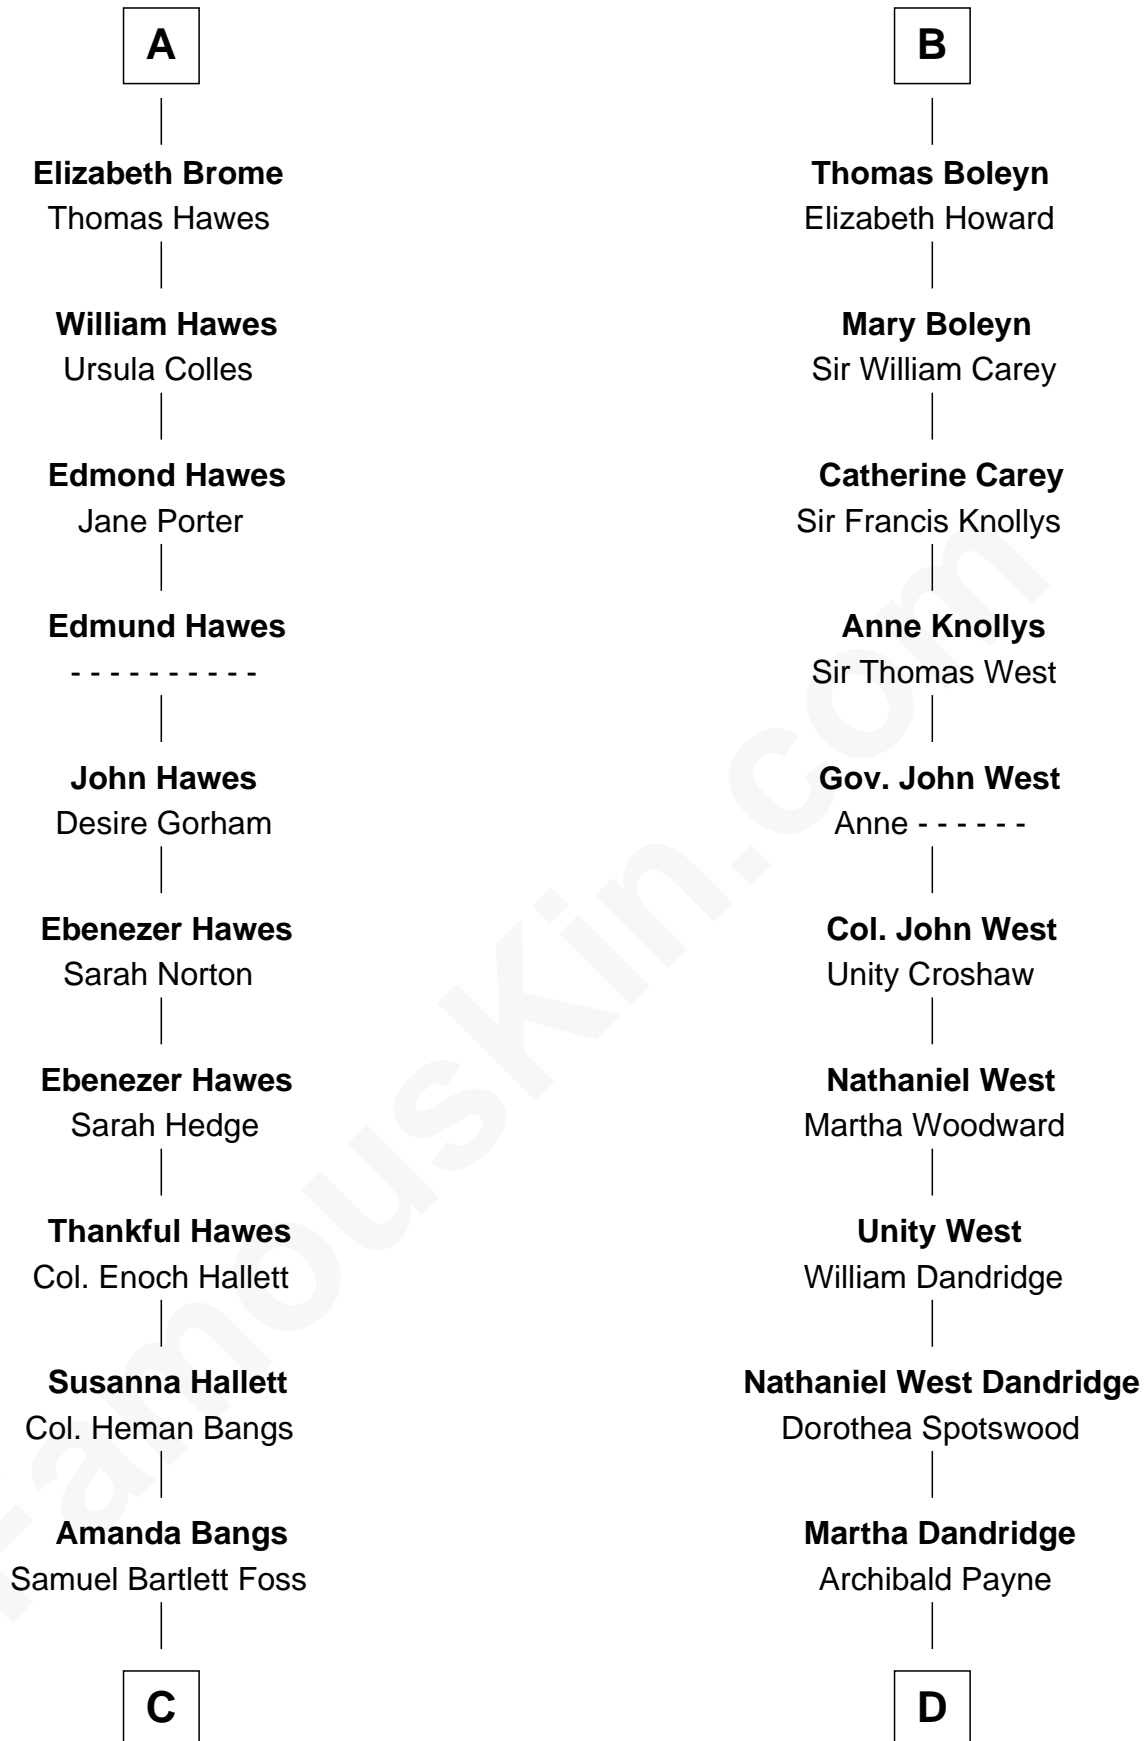 A
Elizabeth Brome
Thomas Hawes
William Hawes
Ursula Colles
Edmond Hawes
Jane Porter
Edmund Hawes
- - - - - - - - - -
John Hawes
Desire Gorham
Ebenezer Hawes
Sarah Norton
Ebenezer Hawes
Sarah Hedge
Thankful Hawes
Col. Enoch Hallett
Susanna Hallett
Col. Heman Bangs
Amanda Bangs
Samuel Bartlett Foss
C
B
Thomas Boleyn
Elizabeth Howard
Mary Boleyn
Sir William Carey
Catherine Carey
Sir Francis Knollys
Anne Knollys
Sir Thomas West
Gov. John West
Anne - - - - - -
Col. John West
Unity Croshaw
Nathaniel West
Martha Woodward
Unity West
William Dandridge
Nathaniel West Dandridge
Dorothea Spotswood
Martha Dandridge
Archibald Payne
D
FamousKin.com